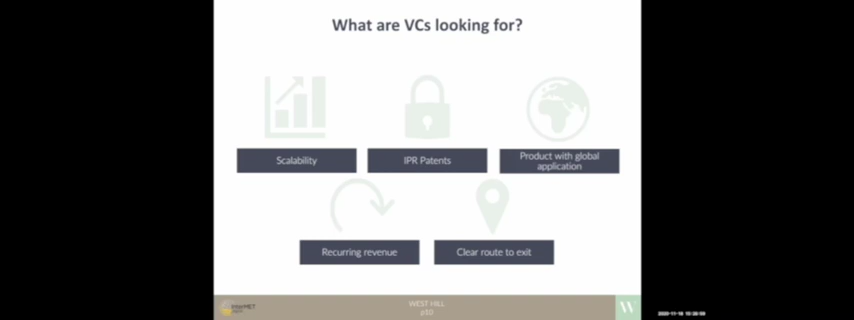 What are VCs looking for?
Scalability
IPR Patents
Product with global
application
Recurring revenue
Clear route to exit
WEST HILL
p10
W